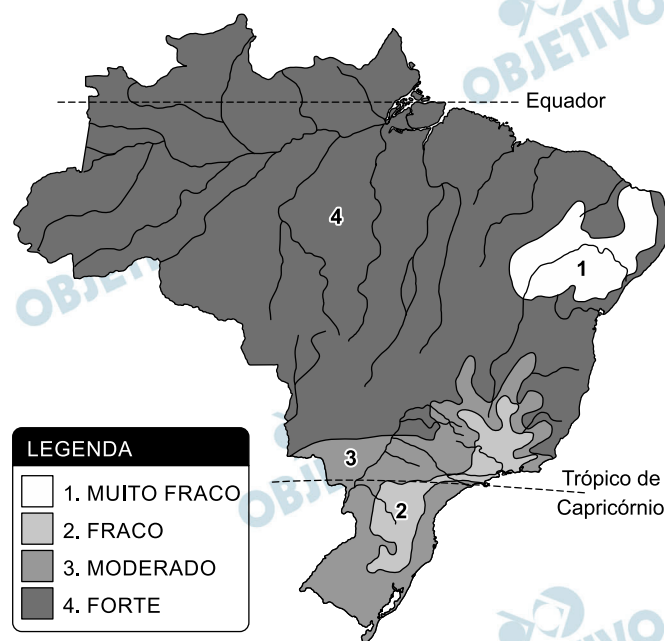 OBJETIVO
Equador
4
1
OBJETIVO
3
LEGENDA
1. MUITO FRACO
2. FRACO
3. MODERADO
4. FORTE
2
Trópico de
Capricórnio